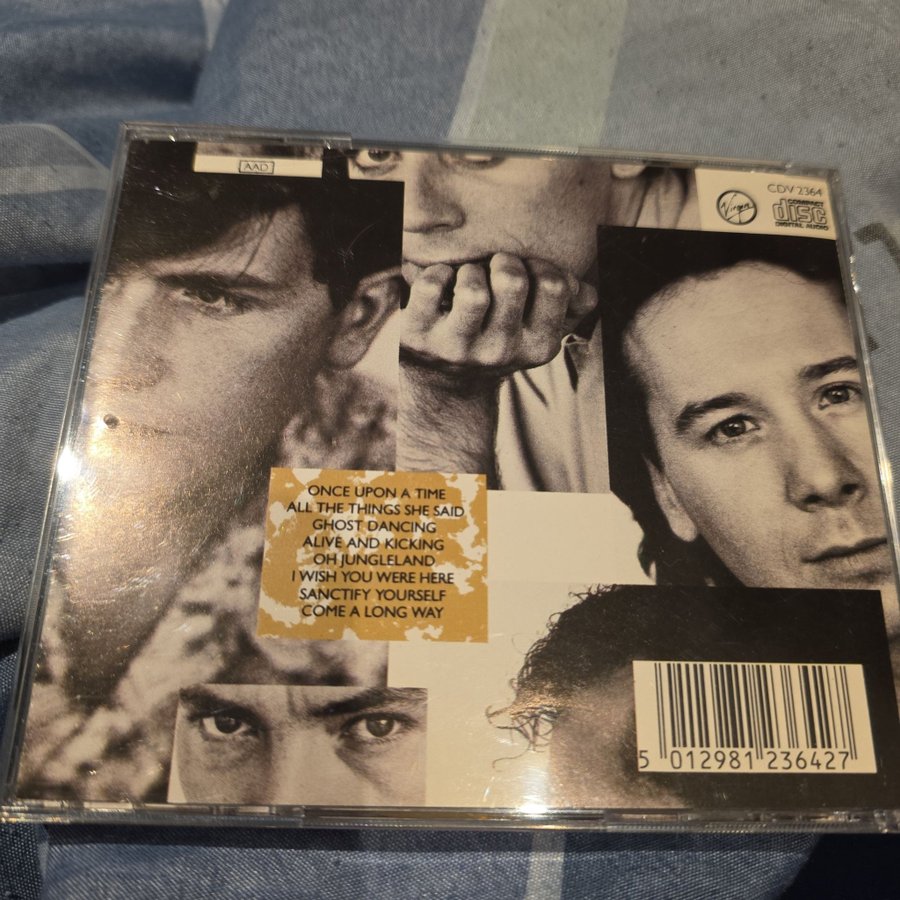 AAD
CDV 2364
Virgin
COMPACT
disc
DIGITAL AUDIO
ONCE UPON A TIME
ALL THE THINGS SHE SAID
GHOST DANCING
ALIVE AND KICKING
OH JUNGLELAND
I WISH YOU WERE HERE
SANCTIFY YOURSELF
COME A LONG WAY
5 012981 236427